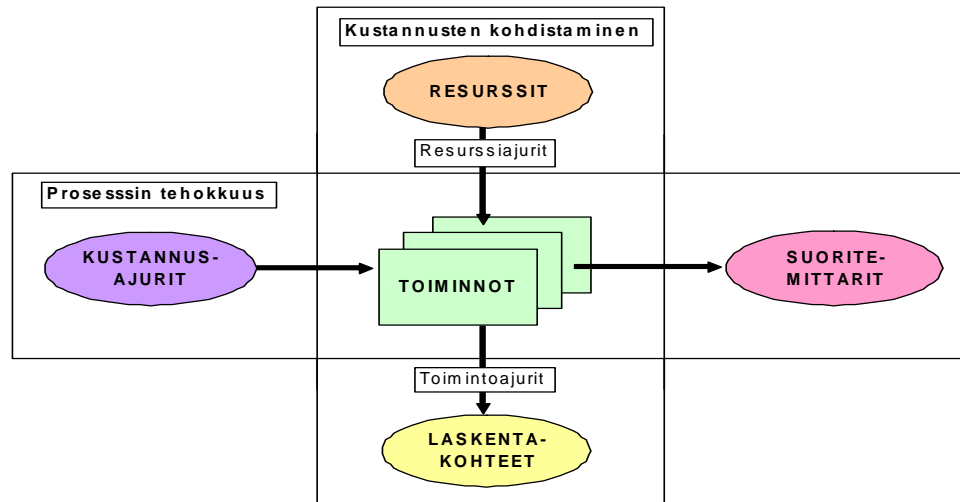 Kustannusten kohdistaminen
RESURSSIT
Resurssiajurit
Prosesssin tehokkuus
KUSTANNUS-
AJURIT
TOIMINNOT
SUORITE-
MITTARIT
Toimintoajurit
LASKENTA-
KOHTEET